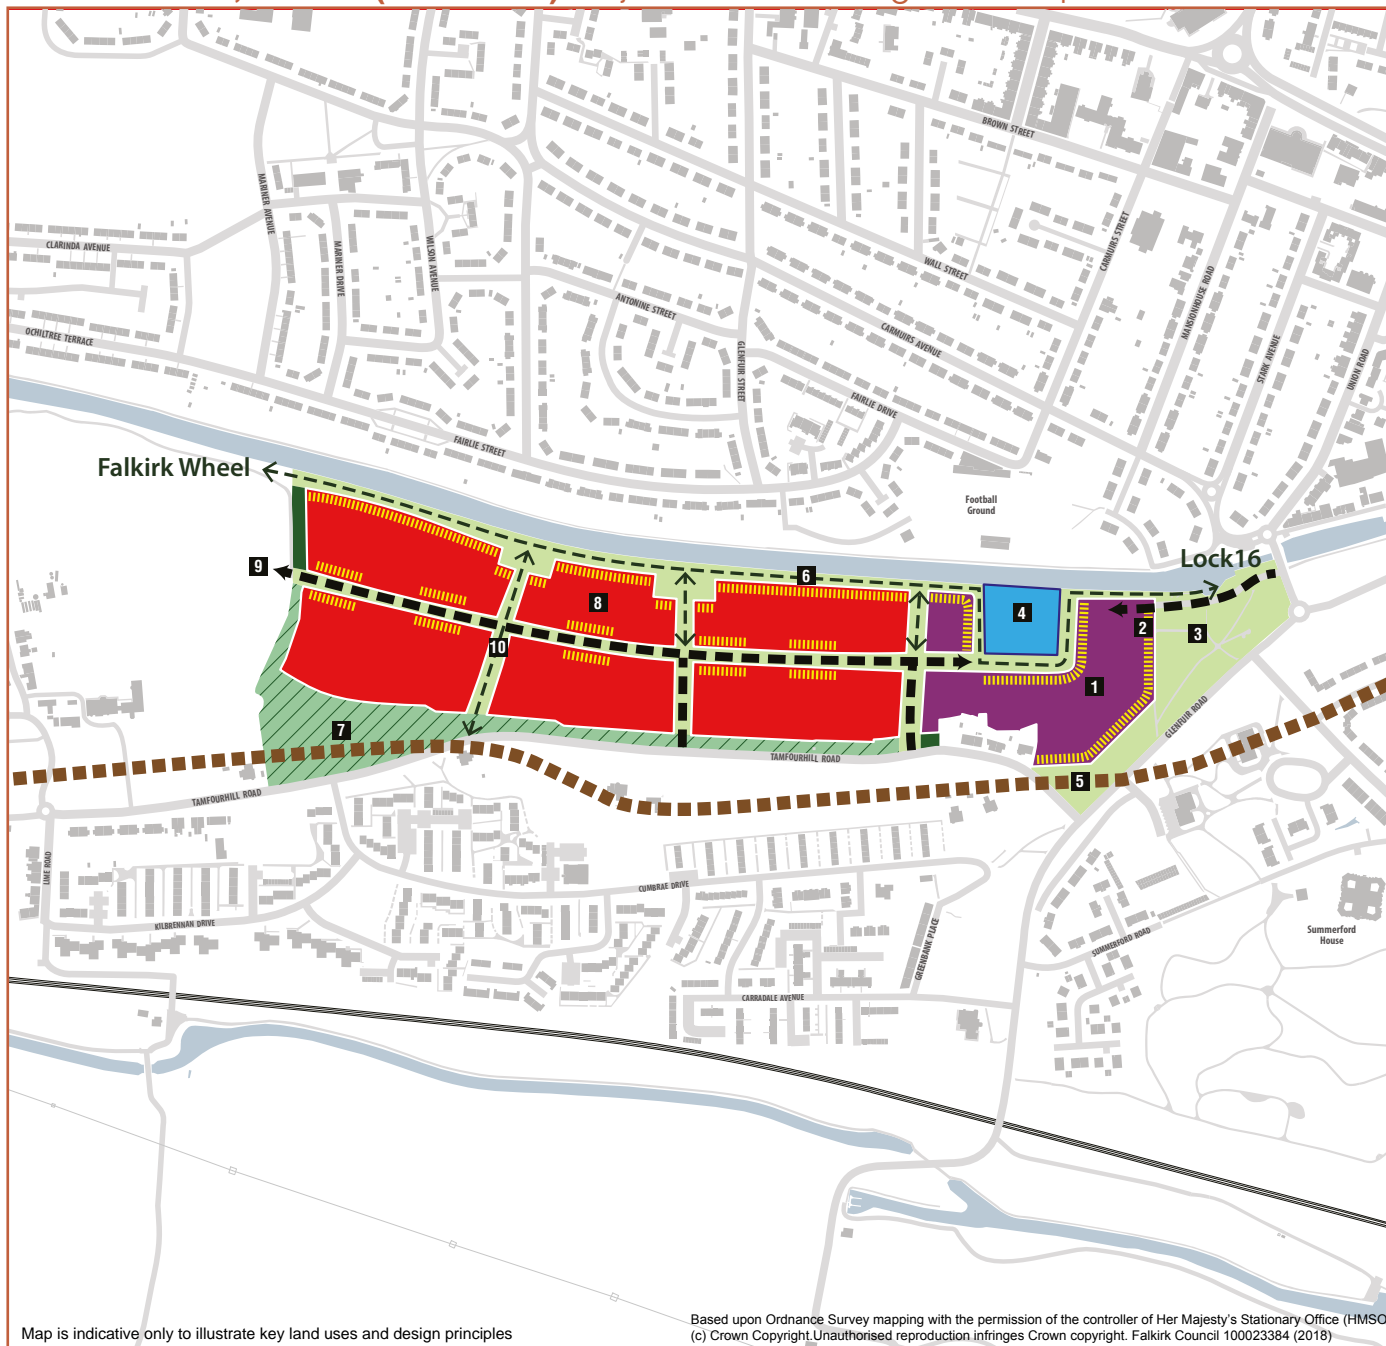 BROWN STREET
MARINER AVENUE
CLARINDA AVENUE
MARINER DRIVE
WILSON AVENUE
CARMUIRS STREET
WALL STREET
MANSIONHOUSE ROAD
ANTONINE STREET
OCHILTREE TERRACE
CARMUIRS AVENUE
GLENFUIR STREET
STARK AVENUE
UNION ROAD
FAIRLIE DRIVE
FAIRLIE STREET
Falkirk Wheel
Football
Ground
Lock16
9
6
8
4
2
3
10
1
7
5
GLENFUIR ROAD
TAMFOURHILL ROAD
TAMFOURHILL ROAD
LIME ROAD
CUMBRAE DRIVE
KILBRENNAN DRIVE
GREENBANK PLACE
SUMMERFORD ROAD
Summerford
House
CARRADALE AVENUE
Map is indicative only to illustrate key land uses and design principles
Based upon Ordnance Survey mapping with the permission of the controller of Her Majesty's Stationary Office (HMSO
(c) Crown Copyright.Unauthorised reproduction infringes Crown copyright. Falkirk Council 100023384 (2018)